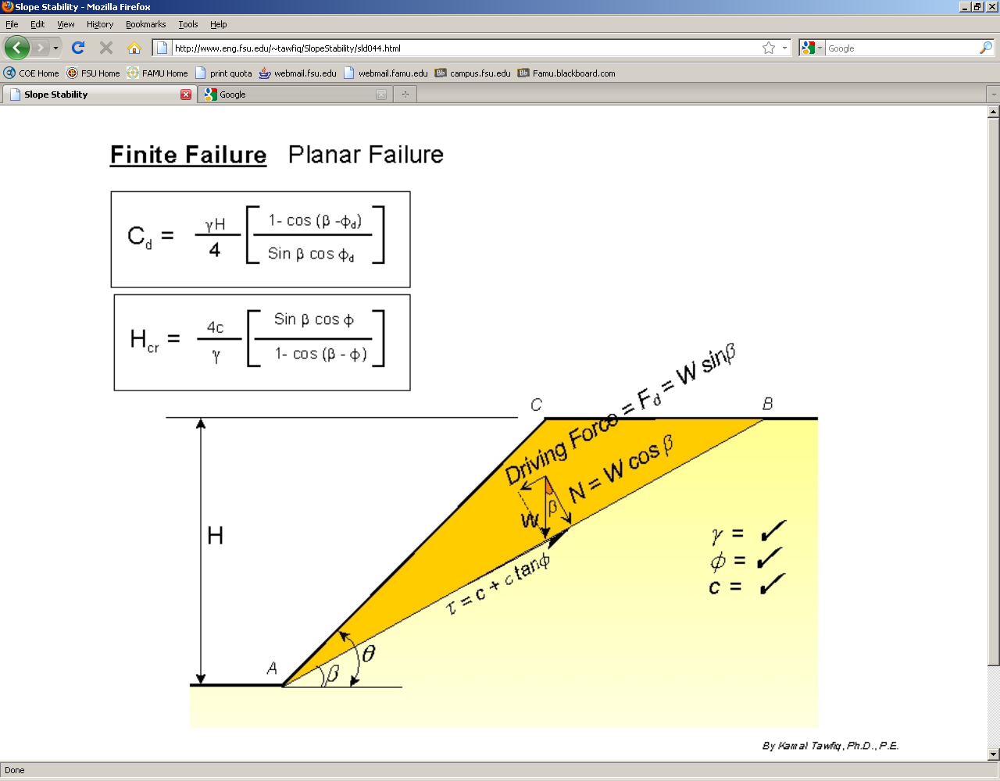 Slope Stability - Mozilla Firefox
File Edit View History Bookmarks Tools Help
http://www.eng.fsu.edu/~tawfiq/SlopeStability/sld044.html
Google
COE Home FSU Home FAMU Home print quota webmail.fsu.edu webmail.famu.edu Bb campus.fsu.edu Bb Famu.blackboard.com
Slope Stability Google
Finite Failure Planar Failure
C_d = γH / 4 [ 1- cos (β -ϕ_d) / Sin β cos ϕ_d ]
H_cr = 4c / γ [ Sin β cos ϕ / 1- cos (β - ϕ) ]
C
B
Driving Force = F_d = W sinβ
N = W cos β
W
β
H
τ = c + σ tanϕ
γ = ✓
ϕ = ✓
c = ✓
A
β
θ
By Kamal Tawfiq, Ph.D., P.E.
Done